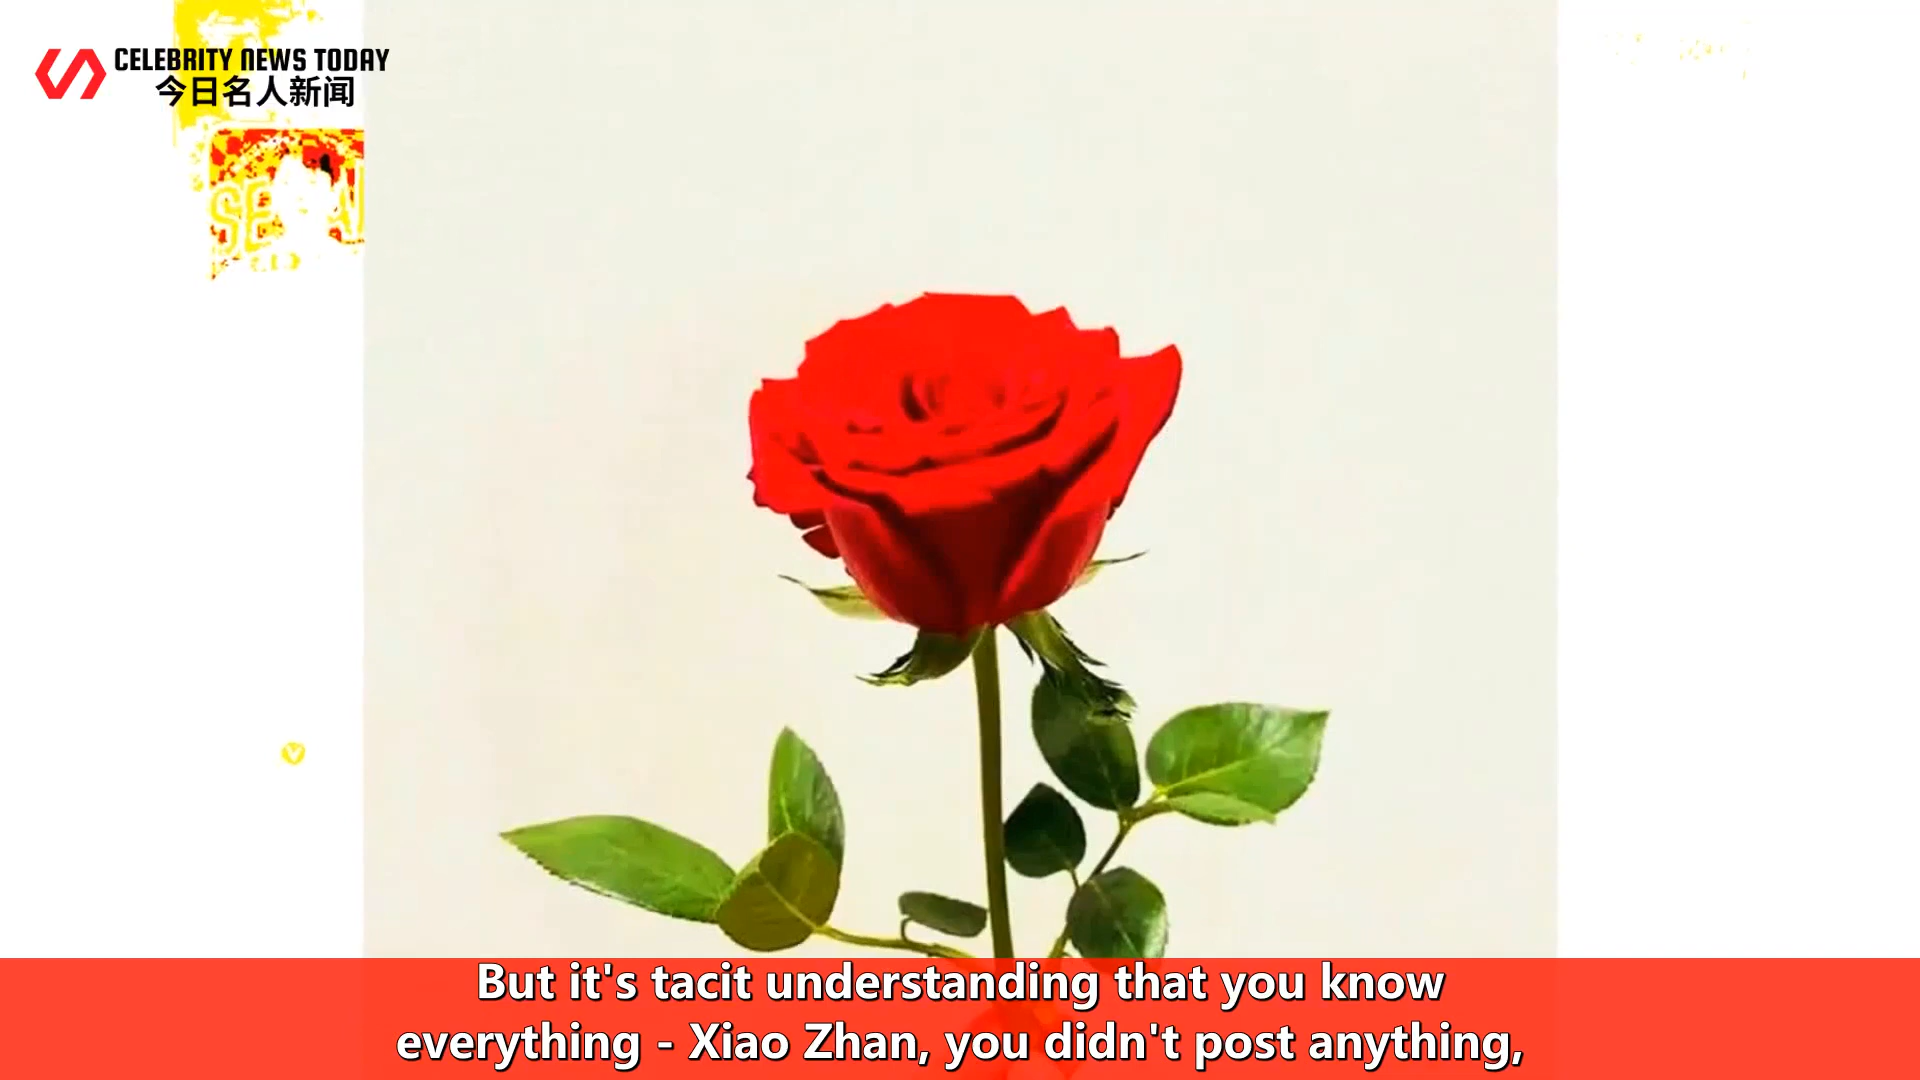 CELEBRITY NEWS TODAY
今日名人新闻
But it's tacit understanding that you know
everything - Xiao Zhan, you didn't post anything,